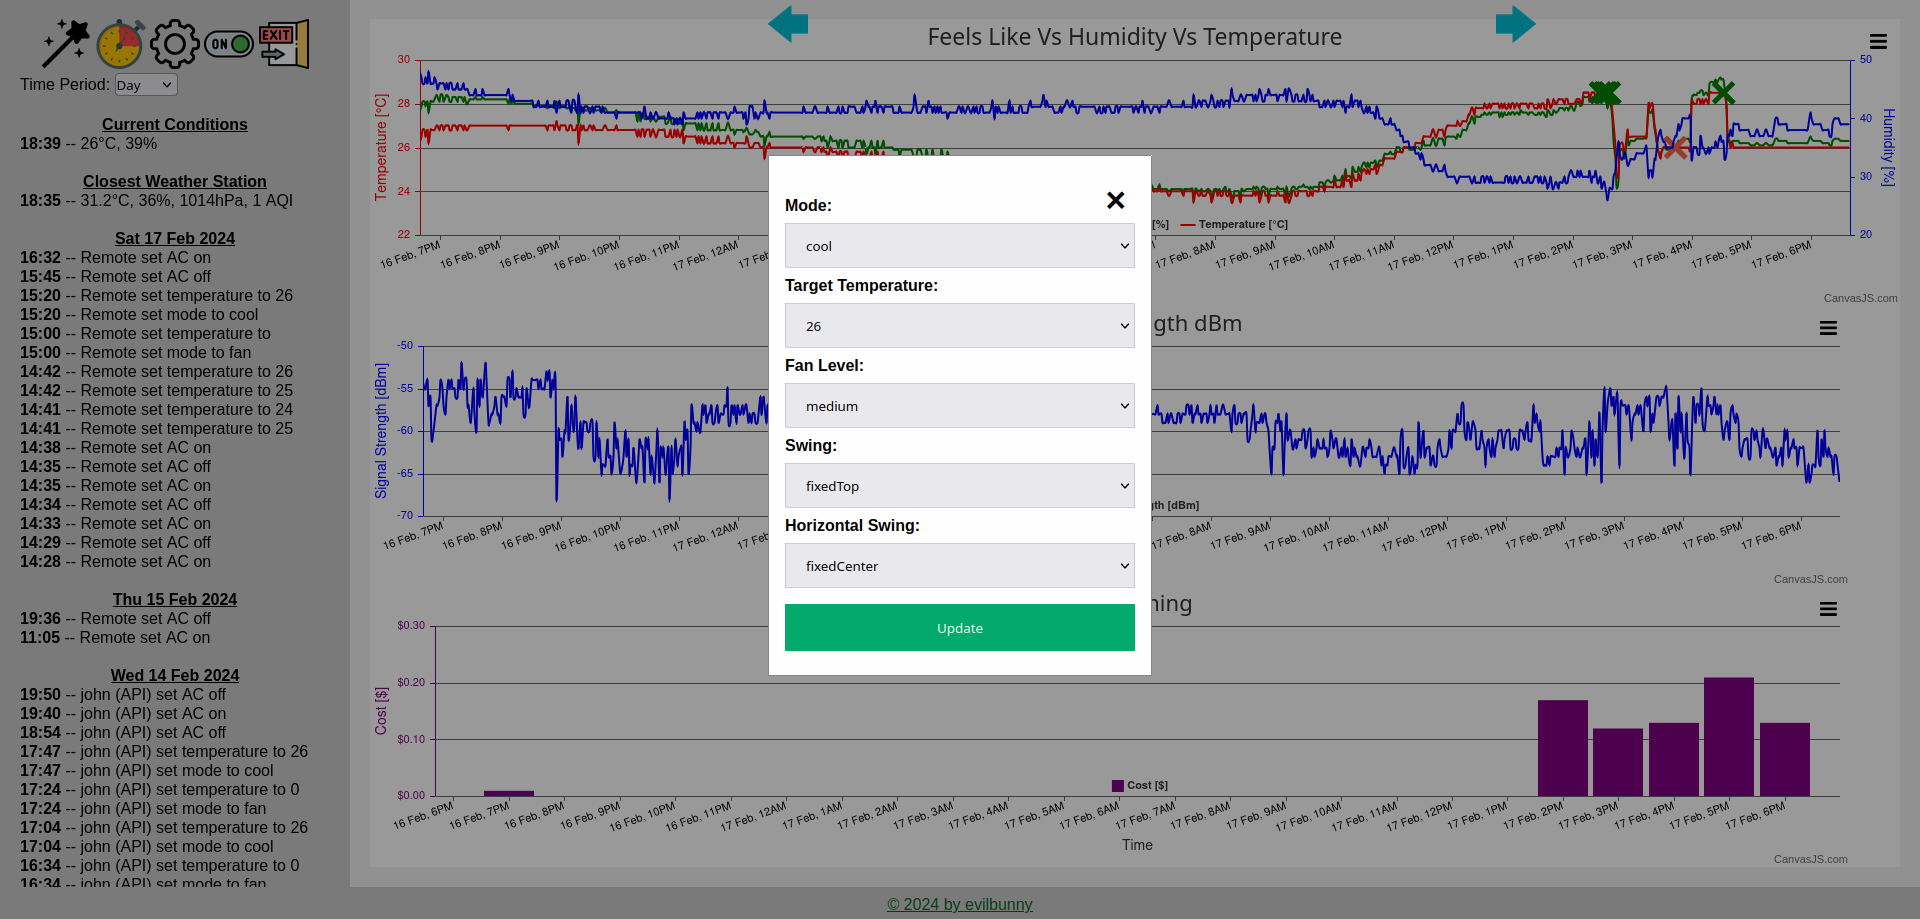 ON
EXIT
Time Period: Day
Current Conditions
18:39 -- 26°C, 39%
Closest Weather Station
18:35 -- 31.2°C, 36%, 1014hPa, 1 AQI
Sat 17 Feb 2024
16:32 -- Remote set AC on
15:45 -- Remote set AC off
15:20 -- Remote set temperature to 26
15:20 -- Remote set mode to cool
15:00 -- Remote set temperature to
15:00 -- Remote set mode to fan
14:42 -- Remote set temperature to 26
14:42 -- Remote set temperature to 25
14:41 -- Remote set temperature to 24
14:41 -- Remote set temperature to 25
14:38 -- Remote set AC on
14:35 -- Remote set AC off
14:35 -- Remote set AC on
14:34 -- Remote set AC off
14:33 -- Remote set AC on
14:29 -- Remote set AC off
14:28 -- Remote set AC on
Thu 15 Feb 2024
19:36 -- Remote set AC off
11:05 -- Remote set AC on
Wed 14 Feb 2024
19:50 -- john (API) set AC off
19:40 -- john (API) set AC on
18:54 -- john (API) set AC off
17:47 -- john (API) set temperature to 26
17:47 -- john (API) set mode to cool
17:24 -- john (API) set temperature to 0
17:24 -- john (API) set mode to fan
17:04 -- john (API) set temperature to 26
17:04 -- john (API) set mode to cool
16:34 -- john (API) set temperature to 0
16:34 -- john (API) set mode to fan
Feels Like Vs Humidity Vs Temperature
Temperature [°C]
30
28
26
24
22
Humidity [%]
50
40
30
20
[%] Temperature [°C]
16 Feb, 7PM 16 Feb, 8PM 16 Feb, 9PM 16 Feb, 10PM 16 Feb, 11PM 17 Feb, 12AM 17 Feb, 8AM 17 Feb, 9AM 17 Feb, 10AM 17 Feb, 11AM 17 Feb, 12PM 17 Feb, 1PM 17 Feb, 2PM 17 Feb, 3PM 17 Feb, 4PM 17 Feb, 5PM 17 Feb, 6PM
CanvasJS.com
gth dBm
Signal Strength [dBm]
-50
-55
-60
-65
-70
gth [dBm]
16 Feb, 7PM 16 Feb, 8PM 16 Feb, 9PM 16 Feb, 10PM 16 Feb, 11PM 17 Feb, 12AM 17 Feb, 8AM 17 Feb, 9AM 17 Feb, 10AM 17 Feb, 11AM 17 Feb, 12PM 17 Feb, 1PM 17 Feb, 2PM 17 Feb, 3PM 17 Feb, 4PM 17 Feb, 5PM 17 Feb, 6PM
CanvasJS.com
ning
Cost [$]
$0.30
$0.20
$0.10
$0.00
Cost [$]
16 Feb, 6PM 16 Feb, 7PM 16 Feb, 8PM 16 Feb, 9PM 16 Feb, 10PM 16 Feb, 11PM 17 Feb, 12AM 17 Feb, 1AM 17 Feb, 2AM 17 Feb, 3AM 17 Feb, 4AM 17 Feb, 5AM 17 Feb, 6AM 17 Feb, 7AM 17 Feb, 8AM 17 Feb, 9AM 17 Feb, 10AM 17 Feb, 11AM 17 Feb, 12PM 17 Feb, 1PM 17 Feb, 2PM 17 Feb, 3PM 17 Feb, 4PM 17 Feb, 5PM 17 Feb, 6PM
Time
CanvasJS.com
Mode:
cool
Target Temperature:
26
Fan Level:
medium
Swing:
fixedTop
Horizontal Swing:
fixedCenter
Update
© 2024 by evilbunny